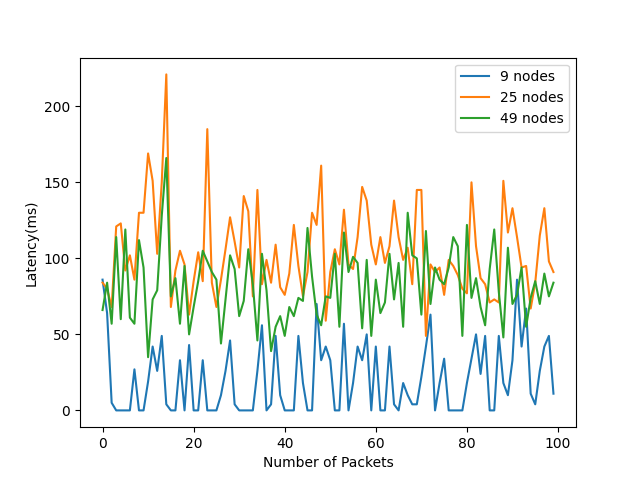 9 nodes
25 nodes
49 nodes
200
150
100
50
0
Latency(ms)
0 20 40 60 80 100
Number of Packets